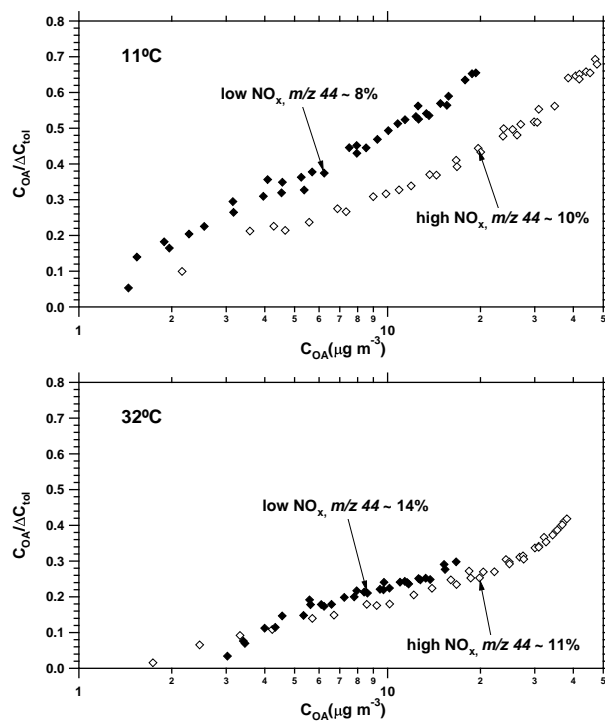 0.8
11ºC
0.7
low NOₓ, m/z 44 ~ 8%
0.6
0.5
C_OA/ΔC_tol
0.4
0.3
high NOₓ, m/z 44 ~ 10%
0.2
0.1
0.0
1 2 3 4 5 6 7 8 9 10 2 3 4 5
C_OA(μg m⁻³)
0.8
32ºC
0.7
0.6
0.5
low NOₓ, m/z 44 ~ 14%
C_OA/ΔC_tol
0.4
0.3
0.2
0.1
high NOₓ, m/z 44 ~ 11%
0.0
1 2 3 4 5 6 7 8 9 10 2 3 4 5
C_OA(μg m⁻³)